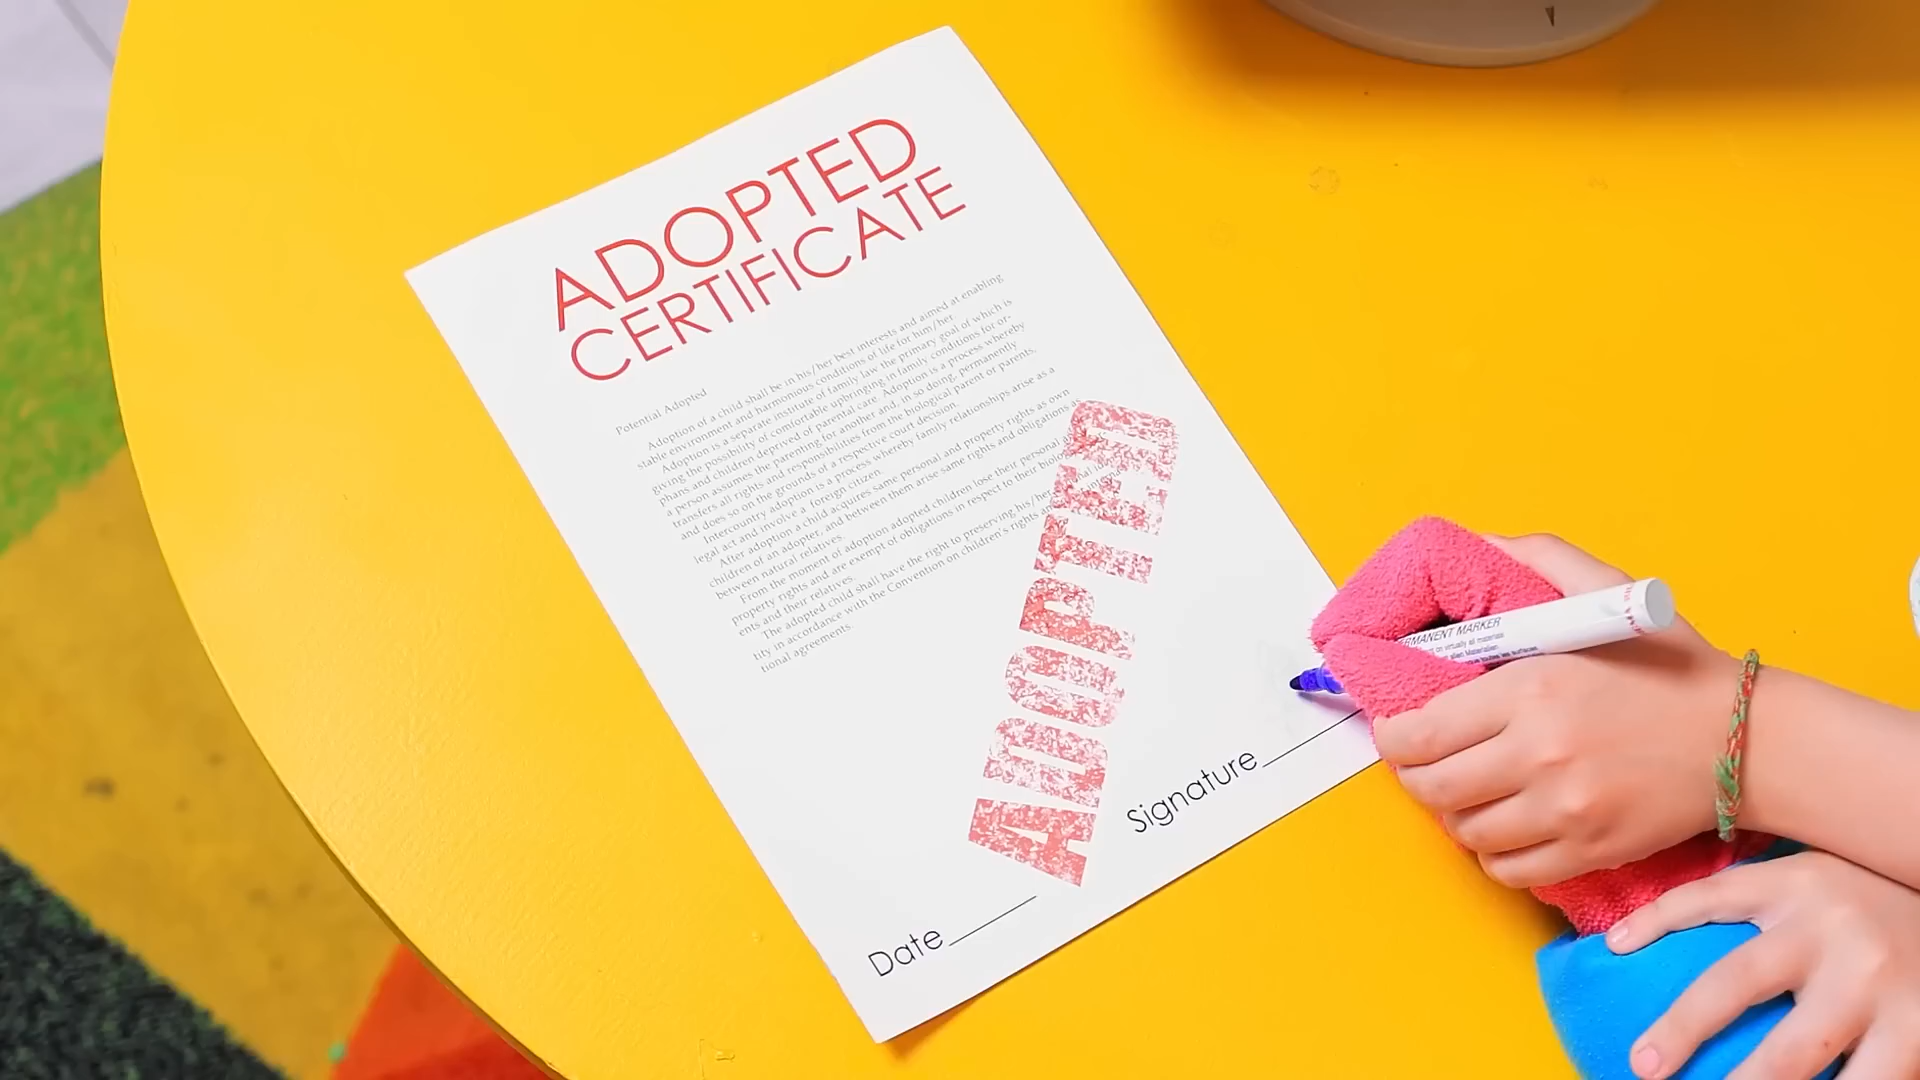 ADOPTED
CERTIFICATE
Potential Adopted
Adoption of a child shall be in his/her best interests and aimed at enabling
stable environment and harmonious conditions of life for him/her.
Adoption is a separate institute of family law the primary goal of which is
giving the possibility of comfortable upbringing in family conditions for or-
phans and children deprived of parental care. Adoption is a process whereby
a person assumes the parenting for another and, in so doing, permanently
transfers all rights and responsibilities from the biological parent or parents,
and does so on the grounds of a respective court decision.
Intercountry adoption is a process whereby family relationships arise as a
legal act and involve a foreign citizen.
After adoption a child acquires same personal and property rights as own
children of an adopter, and between them arise same rights and obligations as
between natural relatives.
From the moment of adoption adopted children lose their personal
property rights and are exempt of obligations in respect to their
ents and their relatives.
The adopted child shall have the right to preserving his/her
tity in accordance with the Convention on children's rights
tional agreements.
ADOPTED
Date
Signature
PERMANENT MARKER
on virtually all